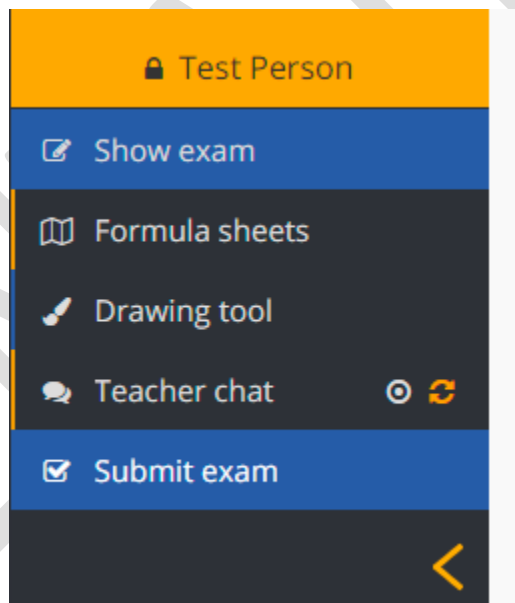 Test Person
Show exam
Formula sheets
Drawing tool
Teacher chat
Submit exam